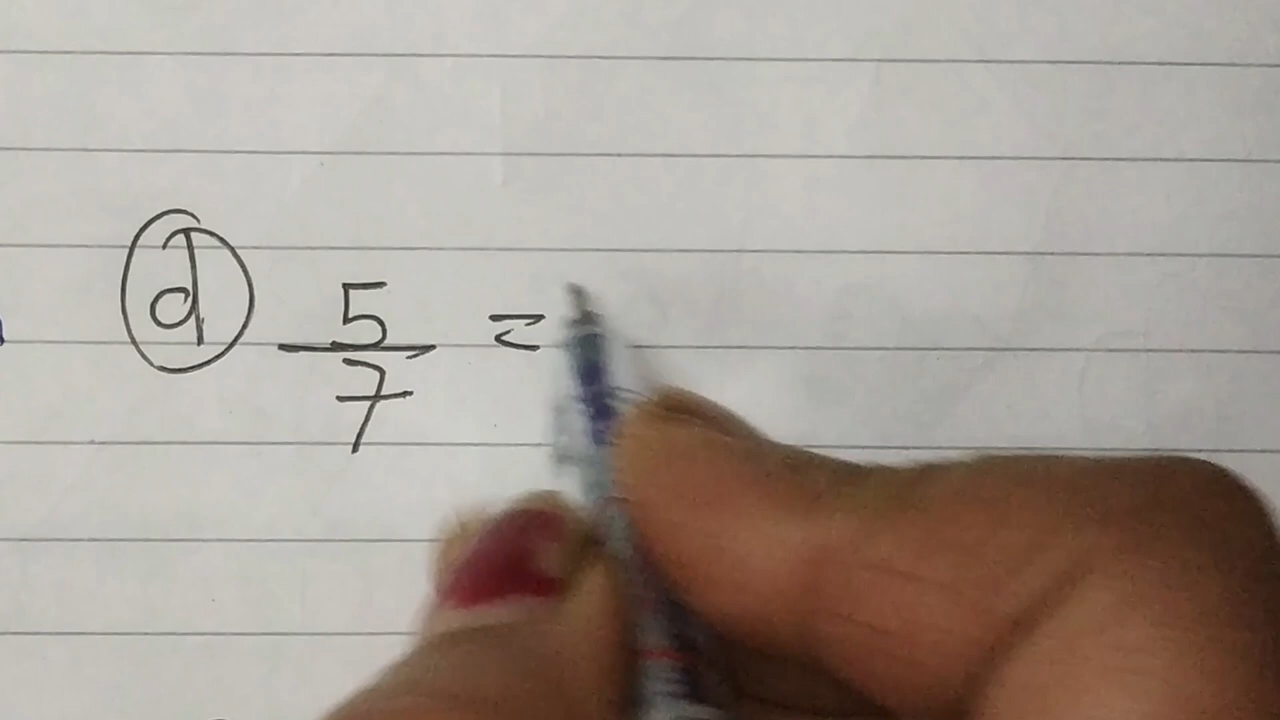 ⓓ 5/7 =